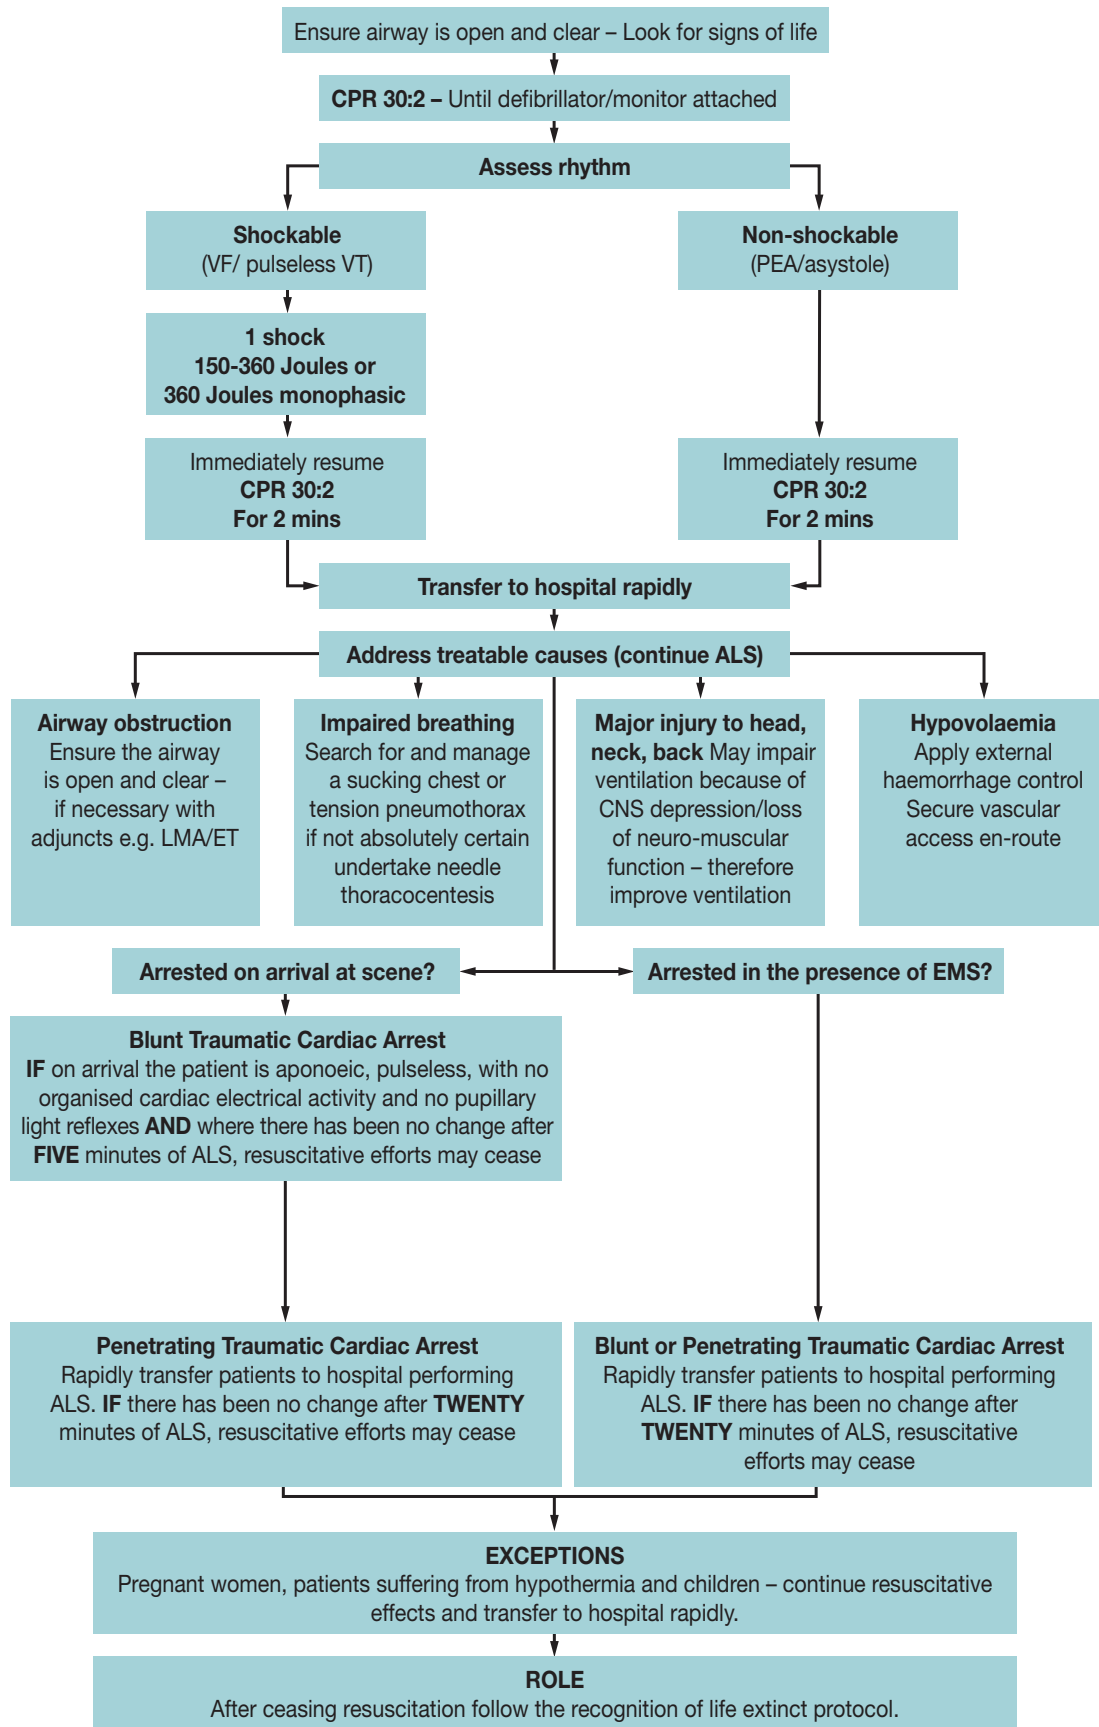 Ensure airway is open and clear – Look for signs of life
CPR 30:2 – Until defibrillator/monitor attached
Assess rhythm
Shockable
(VF/ pulseless VT)
Non-shockable
(PEA/asystole)
1 shock
150-360 Joules or
360 Joules monophasic
Immediately resume
CPR 30:2
For 2 mins
Immediately resume
CPR 30:2
For 2 mins
Transfer to hospital rapidly
Address treatable causes (continue ALS)
Airway obstruction
Ensure the airway
is open and clear –
if necessary with
adjuncts e.g. LMA/ET
Impaired breathing
Search for and manage
a sucking chest or
tension pneumothorax
if not absolutely certain
undertake needle
thoracocentesis
Major injury to head,
neck, back May impair
ventilation because of
CNS depression/loss
of neuro-muscular
function – therefore
improve ventilation
Hypovolaemia
Apply external
haemorrhage control
Secure vascular
access en-route
Arrested on arrival at scene?
Arrested in the presence of EMS?
Blunt Traumatic Cardiac Arrest
IF on arrival the patient is aponoeic, pulseless, with no
organised cardiac electrical activity and no pupillary
light reflexes AND where there has been no change after
FIVE minutes of ALS, resuscitative efforts may cease
Penetrating Traumatic Cardiac Arrest
Rapidly transfer patients to hospital performing
ALS. IF there has been no change after TWENTY
minutes of ALS, resuscitative efforts may cease
Blunt or Penetrating Traumatic Cardiac Arrest
Rapidly transfer patients to hospital performing
ALS. IF there has been no change after
TWENTY minutes of ALS, resuscitative
efforts may cease
EXCEPTIONS
Pregnant women, patients suffering from hypothermia and children – continue resuscitative
effects and transfer to hospital rapidly.
ROLE
After ceasing resuscitation follow the recognition of life extinct protocol.